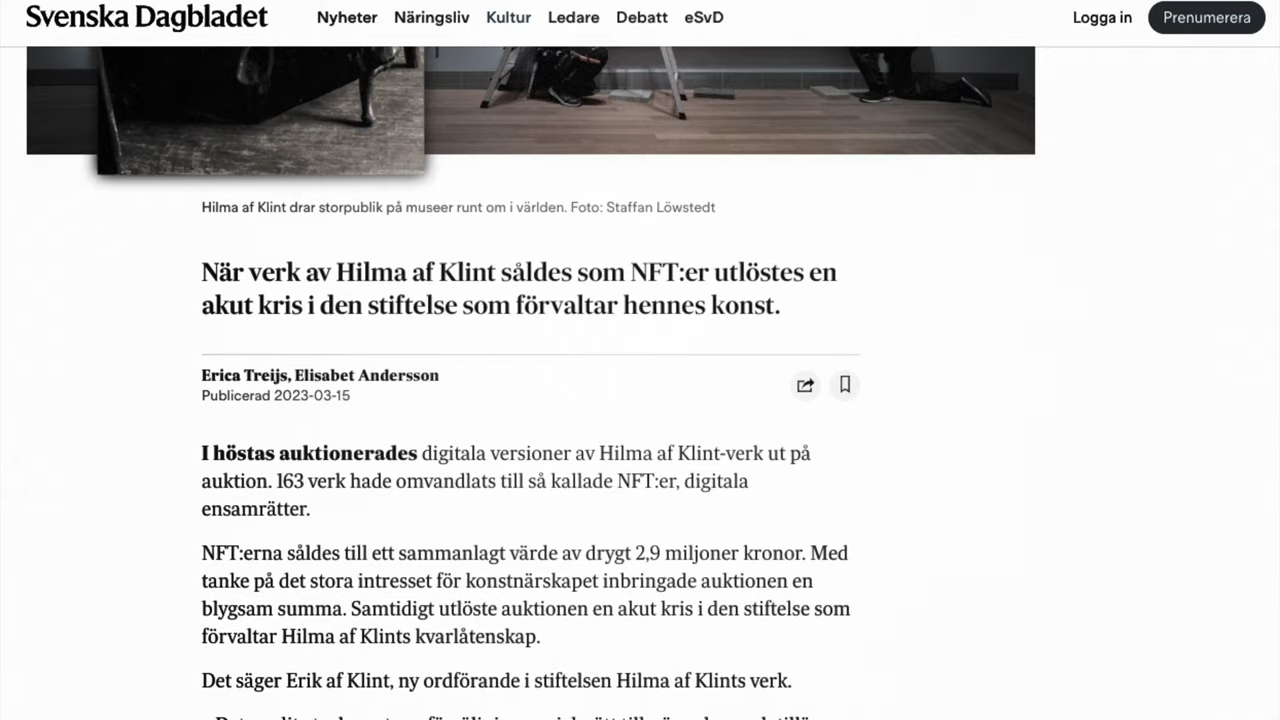 Svenska Dagbladet Nyheter Näringsliv Kultur Ledare Debatt eSvD Logga in Prenumerera
Hilma af Klint drar storpublik på museer runt om i världen. Foto: Staffan Löwstedt
När verk av Hilma af Klint såldes som NFT:er utlöstes en
akut kris i den stiftelse som förvaltar hennes konst.
Erica Treijs, Elisabet Andersson
Publicerad 2023-03-15
I höstas auktionerades digitala versioner av Hilma af Klint-verk ut på
auktion. 163 verk hade omvandlats till så kallade NFT:er, digitala
ensamrätter.
NFT:erna såldes till ett sammanlagt värde av drygt 2,9 miljoner kronor. Med
tanke på det stora intresset för konstnärskapet inbringade auktionen en
blygsam summa. Samtidigt utlöste auktionen en akut kris i den stiftelse som
förvaltar Hilma af Klints kvarlåtenskap.
Det säger Erik af Klint, ny ordförande i stiftelsen Hilma af Klints verk.